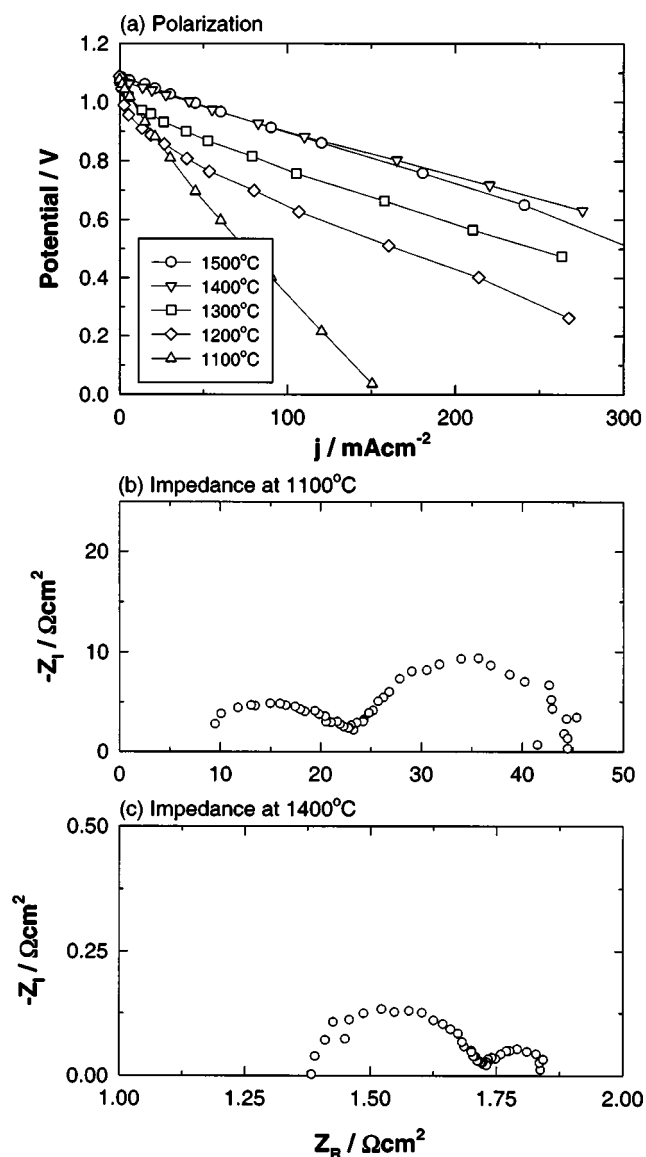 (a) Polarization
1.2
1.0
0.8
0.6
0.4
0.2
0.0
Potential / V
1500°C
1400°C
1300°C
1200°C
1100°C
0 100 200 300
j / mAcm⁻²
(b) Impedance at 1100°C
20
10
0
-Z_I / Ωcm²
0 10 20 30 40 50
(c) Impedance at 1400°C
0.50
0.25
0.00
-Z_I / Ωcm²
1.00 1.25 1.50 1.75 2.00
Z_R / Ωcm²